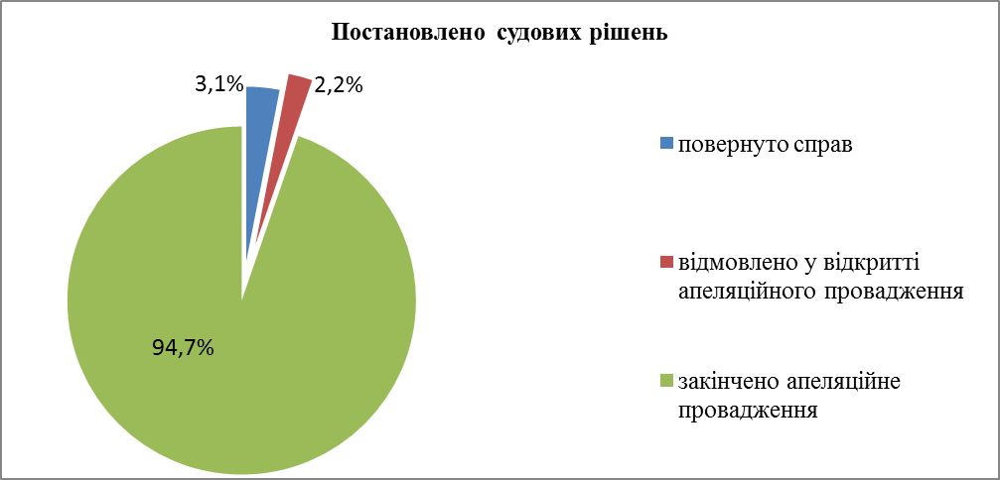 Постановлено судових рішень
3,1%
2,2%
94,7%
повернуто справ
відмовлено у відкритті
апеляційного провадження
закінчено апеляційне
провадження